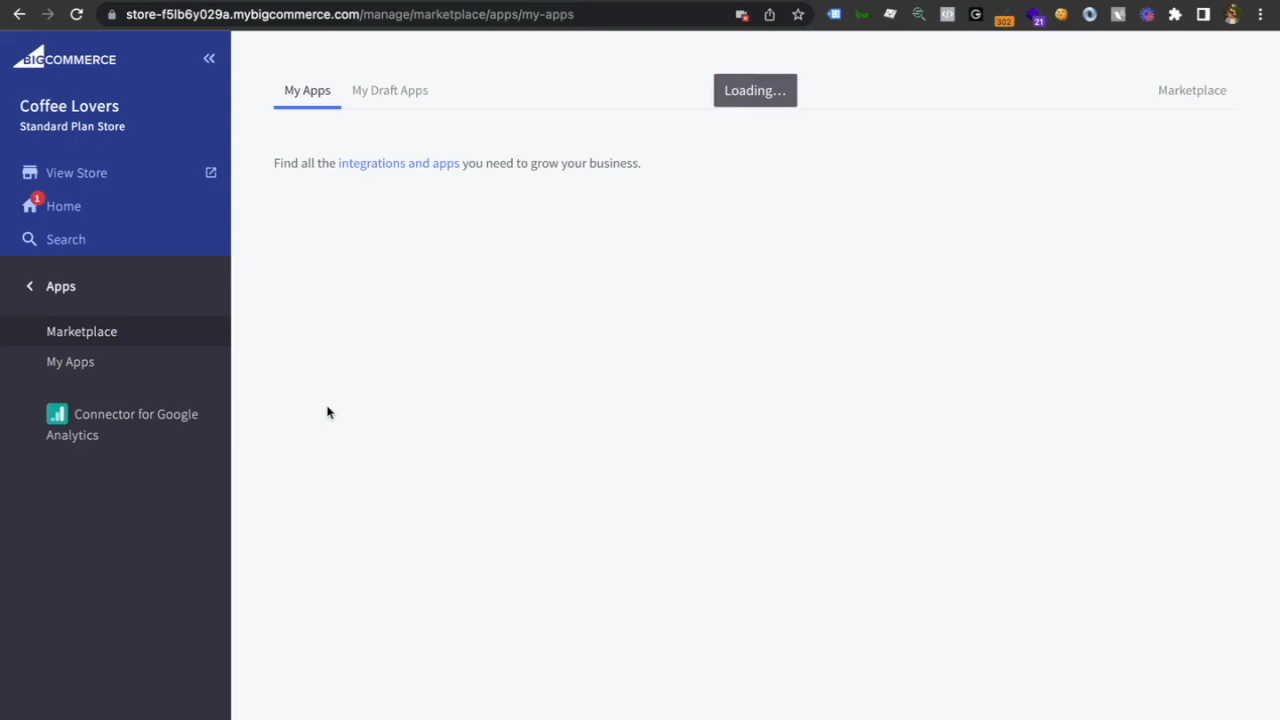 store-f5lb6y029a.mybigcommerce.com/manage/marketplace/apps/my-apps
302
21
BIGCOMMERCE
Coffee Lovers
Standard Plan Store
View Store
1
Home
Search
Apps
Marketplace
My Apps
Connector for Google
Analytics
My Apps
My Draft Apps
Loading...
Marketplace
Find all the integrations and apps you need to grow your business.